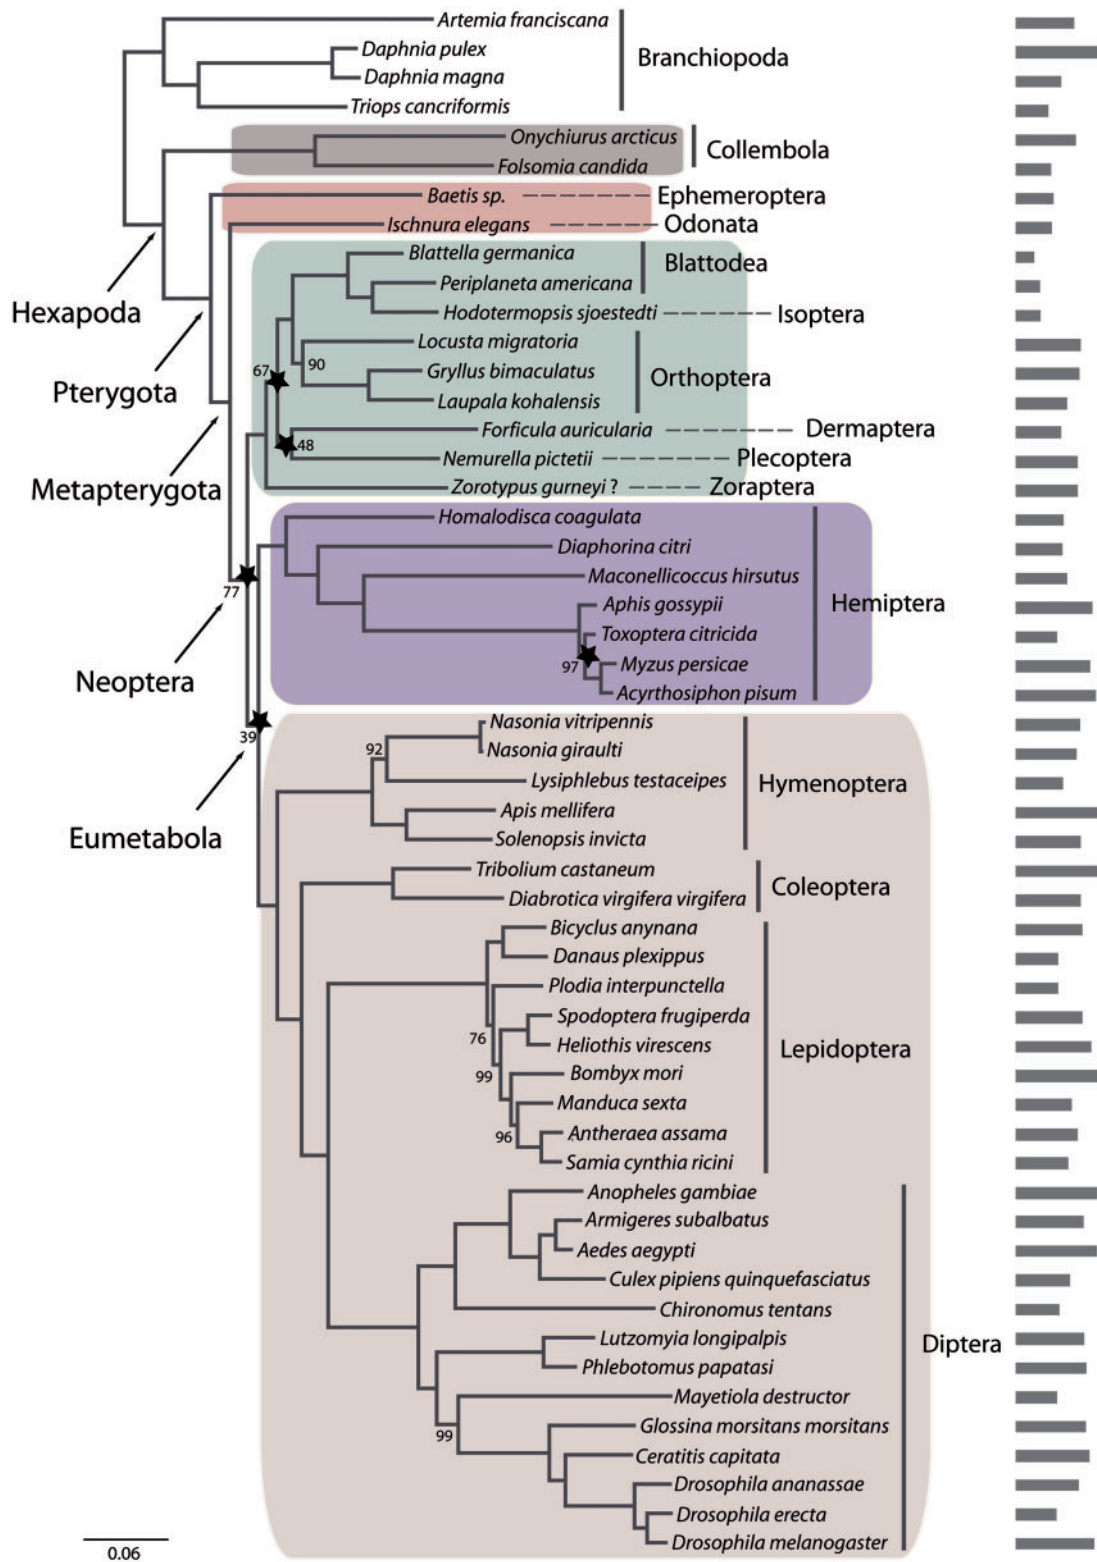 Artemia franciscana
Daphnia pulex
Branchiopoda
Daphnia magna
Triops cancriformis
Onychiurus arcticus
Collembola
Folsomia candida
Baetis sp.
Ephemeroptera
Ischnura elegans
Odonata
Blattella germanica
Blattodea
Periplaneta americana
Hexapoda
Hodotermopsis sjoestedti
Isoptera
Locusta migratoria
90
67
Gryllus bimaculatus
Orthoptera
Pterygota
Laupala kohalensis
Forficula auricularia
Dermaptera
48
Nemurella pictetii
Plecoptera
Metapterygota
Zorotypus gurneyi ?
Zoraptera
Homalodisca coagulata
Diaphorina citri
77
Maconellicoccus hirsutus
Aphis gossypii
Hemiptera
Toxoptera citricida
97
Myzus persicae
Neoptera
Acyrthosiphon pisum
39
Nasonia vitripennis
92
Nasonia giraulti
Lysiphlebus testaceipes
Hymenoptera
Apis mellifera
Eumetabola
Solenopsis invicta
Tribolium castaneum
Coleoptera
Diabrotica virgifera virgifera
Bicyclus anynana
Danaus plexippus
Plodia interpunctella
Spodoptera frugiperda
76
Heliothis virescens
Lepidoptera
99
Bombyx mori
Manduca sexta
96
Antheraea assama
Samia cynthia ricini
Anopheles gambiae
Armigeres subalbatus
Aedes aegypti
Culex pipiens quinquefasciatus
Chironomus tentans
Lutzomyia longipalpis
Diptera
Phlebotomus papatasi
Mayetiola destructor
99
Glossina morsitans morsitans
Ceratitis capitata
Drosophila ananassae
Drosophila erecta
Drosophila melanogaster
0.06